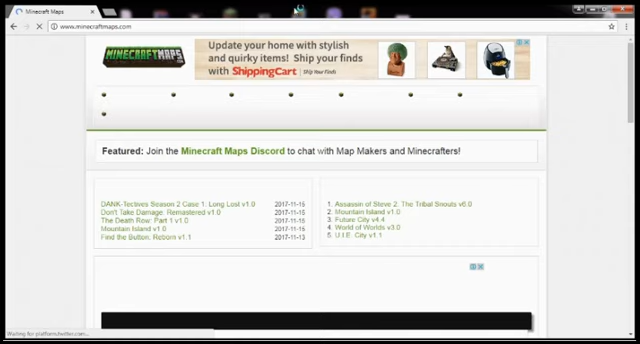 Minecraft Maps
www.minecraftmaps.com
MINECRAFTMAPS
Update your home with stylish
and quirky items! Ship your finds
with ShippingCart | Ship Your Finds
Featured: Join the Minecraft Maps Discord to chat with Map Makers and Minecrafters!
DANK-Tectives Season 2 Case 1: Long Lost v1.0 2017-11-15
Don't Take Damage: Remastered v1.0 2017-11-15
The Death Row: Part 1 v1.0 2017-11-15
Mountain Island v1.0 2017-11-15
Find the Button: Reborn v1.1 2017-11-13
1. Assassin of Steve 2: The Tribal Snouts v6.0
2. Mountain Island v1.0
3. Future City v4.4
4. World of Worlds v3.0
5. U.I.E. City v1.1
Waiting for platform.twitter.com...